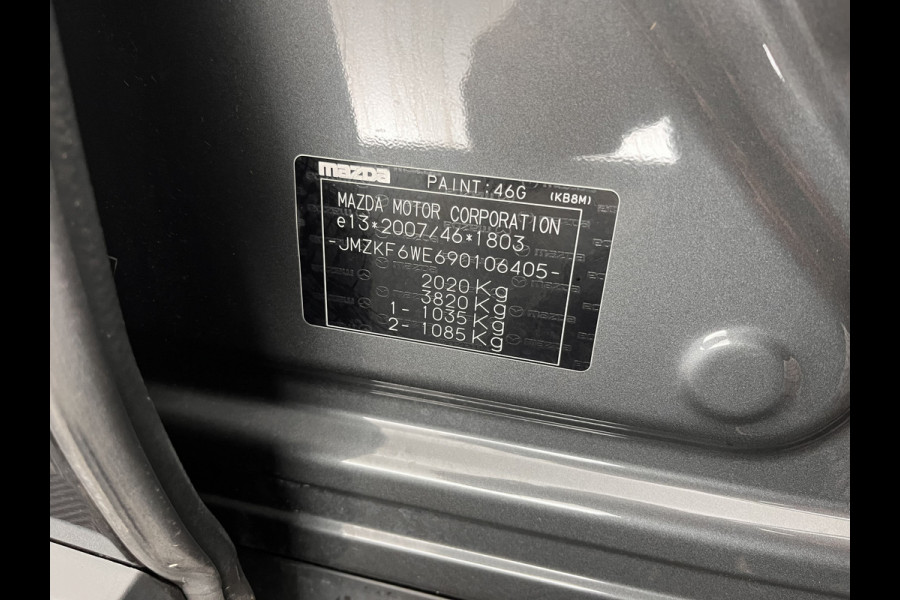 mazda PAINT:46G (KB8M)
MAZDA MOTOR CORPORATION
e13*2007/46*1803
-JMZKF6WE690106405-
2020Kg
3820Kg
1- 1035Kg
2- 1085Kg